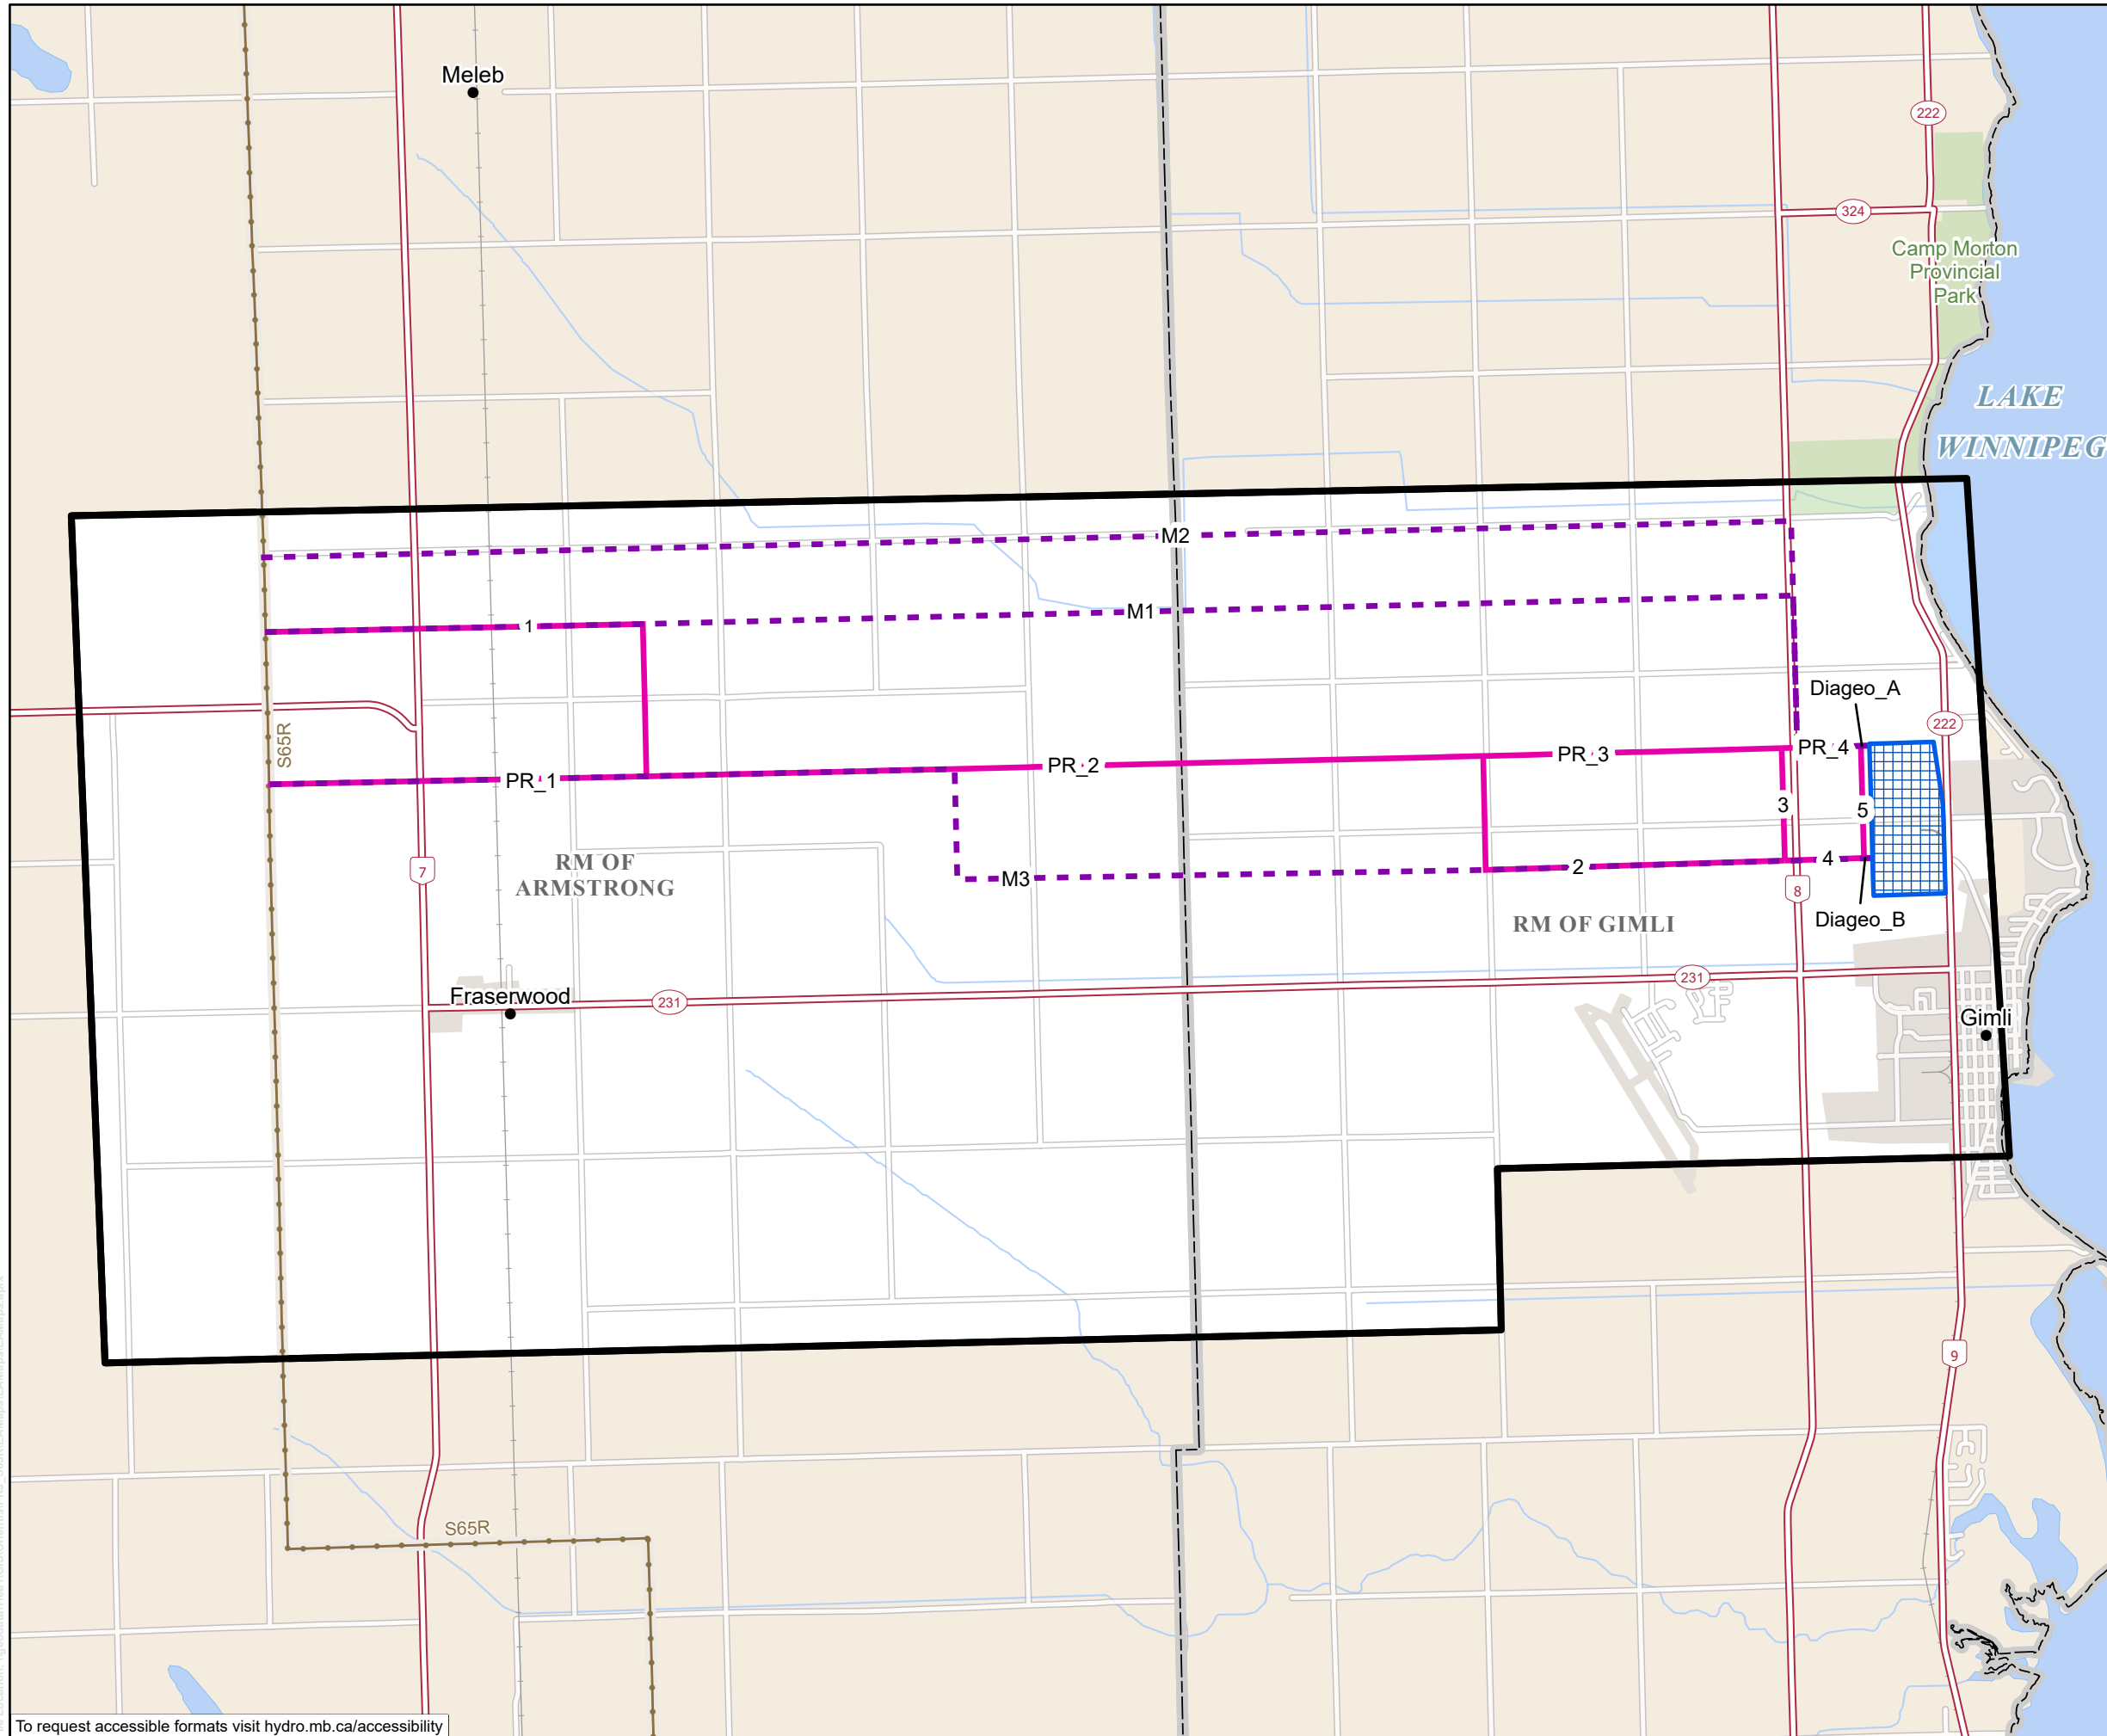 Meleb
222
324
Camp Morton
Provincial
Park
LAKE
WINNIPEG
M2
M1
1
Diageo_A
S65R
222
PR_1
PR_2
PR_3
PR_4
3
5
RM OF
ARMSTRONG
7
M3
2
4
8
RM OF GIMLI
Diageo_B
231
Fraserwood
231
Gimli
9
S65R
To request accessible formats visit hydro.mb.ca/accessibility